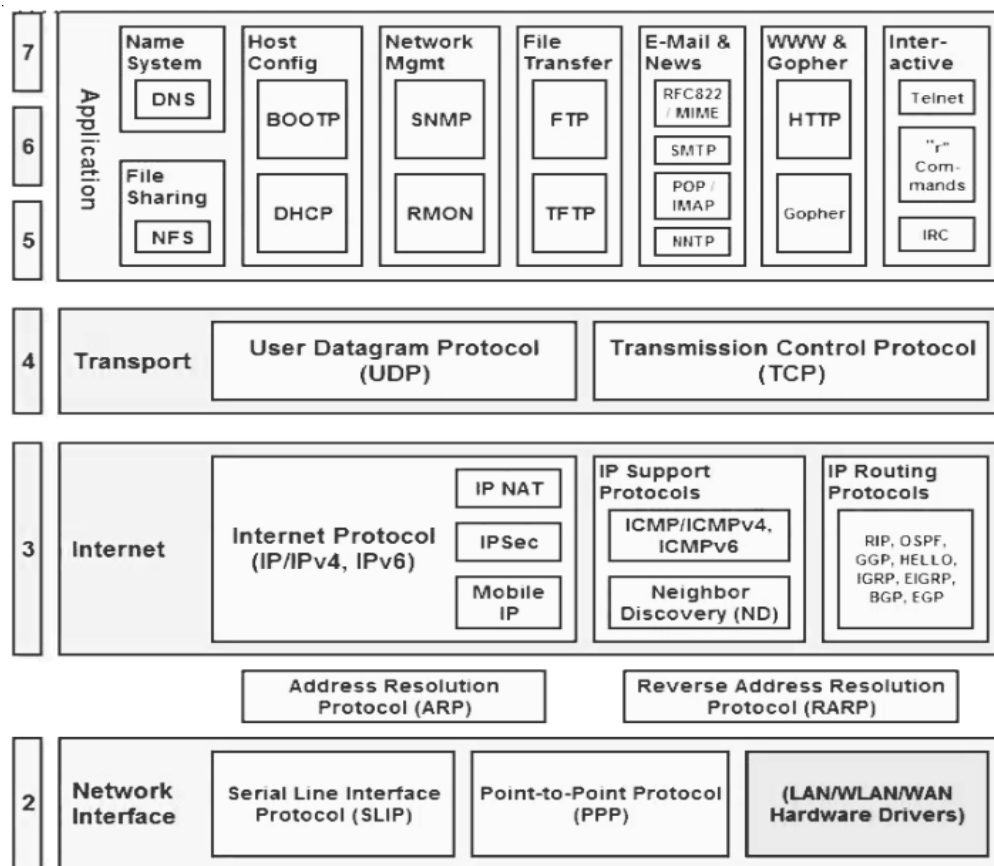 7
6
5
Application
Name
System
DNS
File
Sharing
NFS
Host
Config
BOOTP
DHCP
Network
Mgmt
SNMP
RMON
File
Transfer
FTP
TFTP
E-Mail &
News
RFC822
/ MIME
SMTP
POP /
IMAP
NNTP
WWW &
Gopher
HTTP
Gopher
Inter-
active
Telnet
"r"
Com-
mands
IRC
4
Transport
User Datagram Protocol
(UDP)
Transmission Control Protocol
(TCP)
3
Internet
Internet Protocol
(IP/IPv4, IPv6)
IP NAT
IPSec
Mobile
IP
IP Support
Protocols
ICMP/ICMPv4,
ICMPv6
Neighbor
Discovery (ND)
IP Routing
Protocols
RIP, OSPF,
GGP, HELLO,
IGRP, EIGRP,
BGP, EGP
Address Resolution
Protocol (ARP)
Reverse Address Resolution
Protocol (RARP)
2
Network
Interface
Serial Line Interface
Protocol (SLIP)
Point-to-Point Protocol
(PPP)
(LAN/WLAN/WAN
Hardware Drivers)